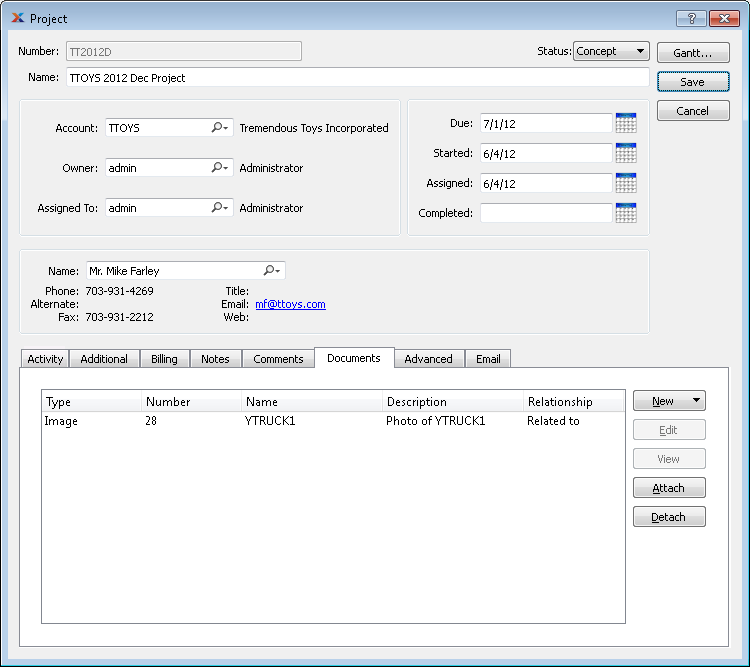 Project
Number: TT2012D Status: Concept Gantt...
Name: TTOYS 2012 Dec Project Save
Cancel
Account: TTOYS Tremendous Toys Incorporated
Owner: admin Administrator
Assigned To: admin Administrator
Due: 7/1/12
Started: 6/4/12
Assigned: 6/4/12
Completed:
Name: Mr. Mike Farley
Phone: 703-931-4269 Title:
Alternate: Email: mf@ttoys.com
Fax: 703-931-2212 Web:
Activity Additional Billing Notes Comments Documents Advanced Email
Type Number Name Description Relationship
Image 28 YTRUCK1 Photo of YTRUCK1 Related to
New
Edit
View
Attach
Detach